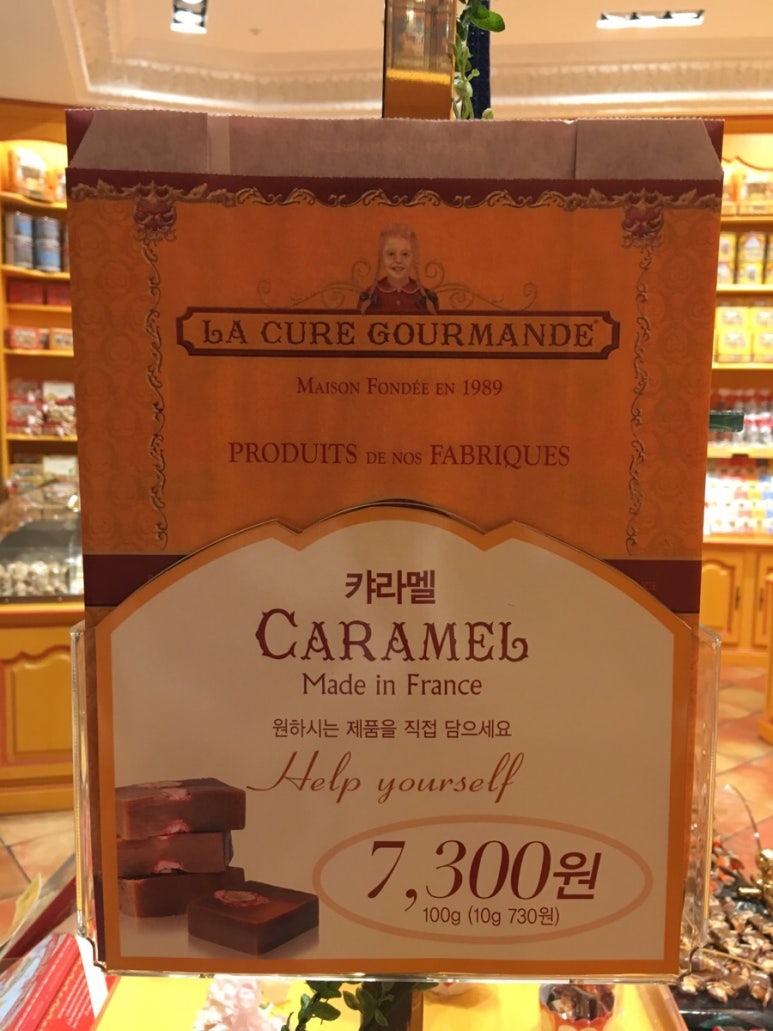 LA CURE GOURMANDE®
MAISON FONDÉE EN 1989
PRODUITS DE NOS FABRIQUES
캬라멜
CARAMEL
Made in France
원하시는 제품을 직접 담으세요
Help yourself
7,300원
100g (10g 730원)